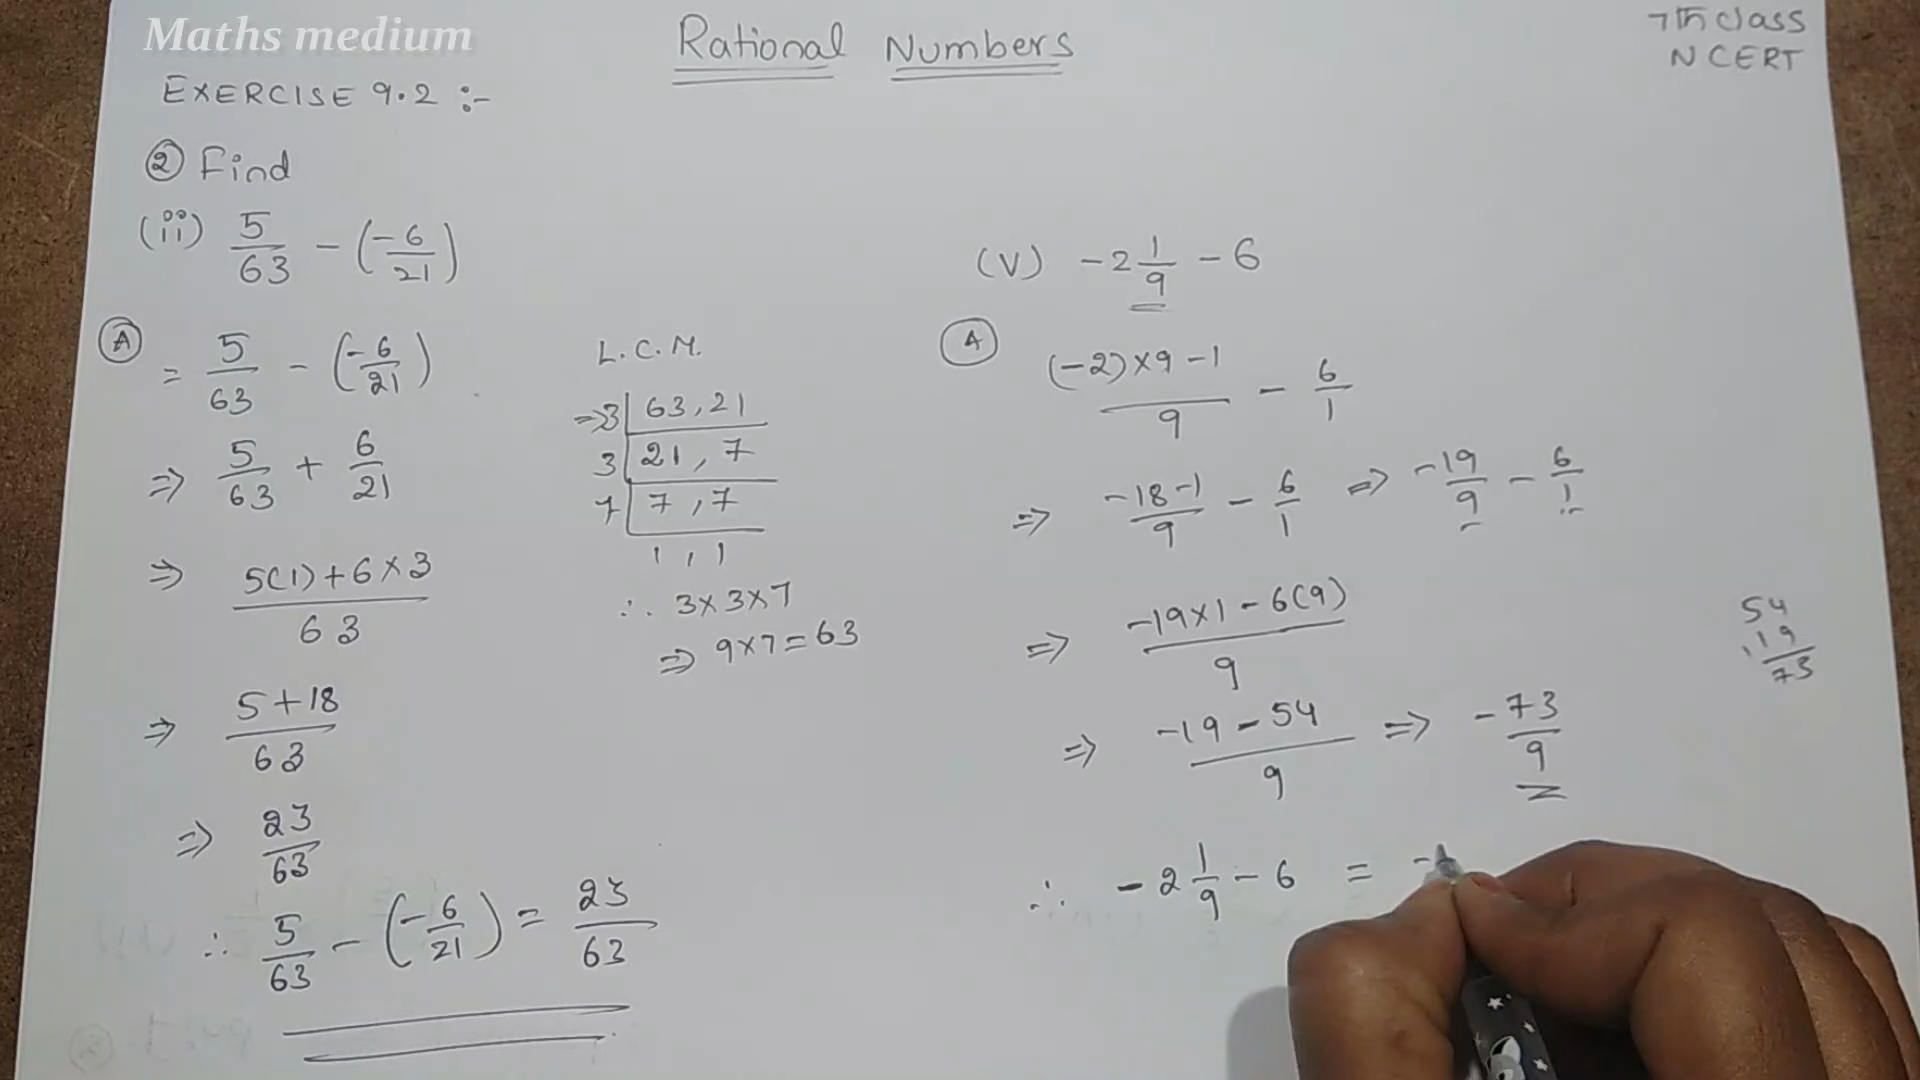 Maths medium
Rational Numbers
7th class
NCERT
EXERCISE 9.2 :-
② Find
(ii) 5/63 - (-6/21)
Ⓐ = 5/63 - (-6/21)
⇒ 5/63 + 6/21
⇒ 5(1)+6×3/63
⇒ 5+18/63
⇒ 23/63
∴ 5/63 - (-6/21) = 23/63
L.C.M.
⇒3| 63,21
3| 21,7
7| 7,7
1,1
∴ 3×3×7
⇒ 9×7=63
(V) -2 1/9 - 6
Ⓐ (-2)×9-1/9 - 6/1
⇒ -18-1/9 - 6/1 ⇒ -19/9 - 6/1
⇒ -19×1-6(9)/9
⇒ -19-54/9 ⇒ -73/9
54
19
73
∴ -2 1/9 - 6 = -